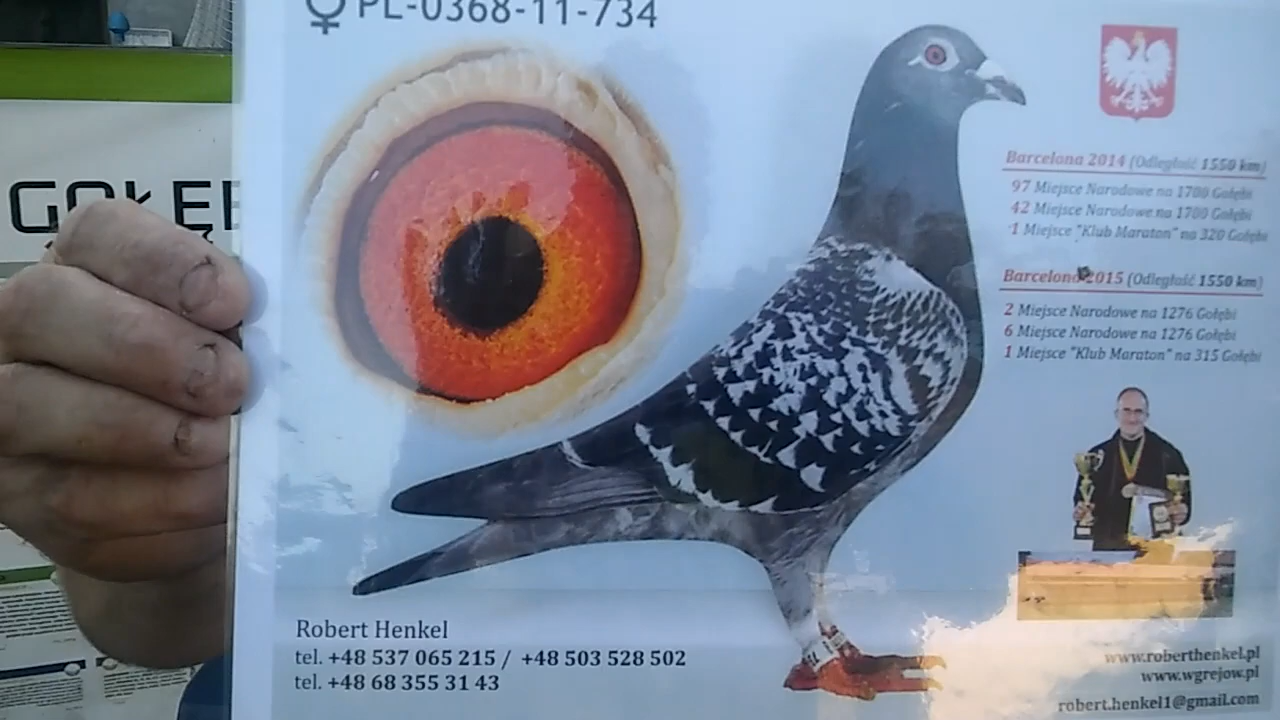 ♀ PL-0368-11-734
GOŁĘ
Barcelona 2014 (Odległość 1550 km)
97 Miejsce Narodowe na 1700 Gołębi
42 Miejsce Narodowe na 1700 Gołębi
1 Miejsce "Klub Maraton" na 320 Gołębi
Barcelona 2015 (Odległość 1550 km)
2 Miejsce Narodowe na 1276 Gołębi
6 Miejsce Narodowe na 1276 Gołębi
1 Miejsce "Klub Maraton" na 315 Gołębi
Robert Henkel
tel. +48 537 065 215 / +48 503 528 502
tel. +48 68 355 31 43
www.roberthenkel.pl
www.wgrejow.pl
robert.henkel1@gmail.com